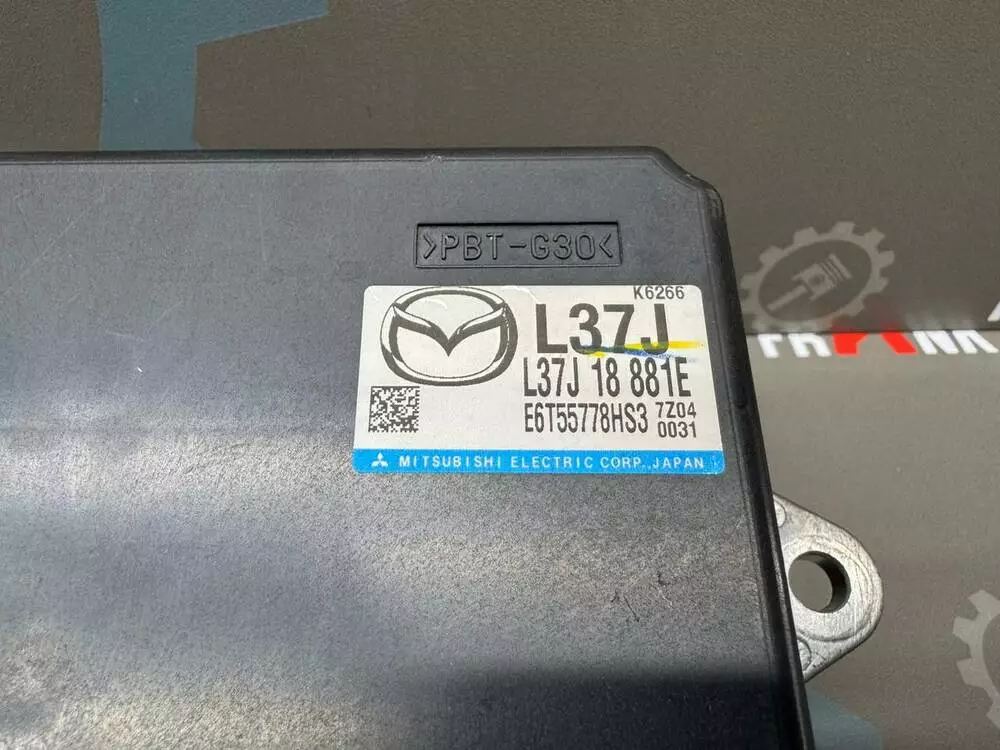 >PBT-G30<
K6266
L37J
L37J 18 881E
E6T55778HS3 7Z04
0031
MITSUBISHI ELECTRIC CORP., JAPAN